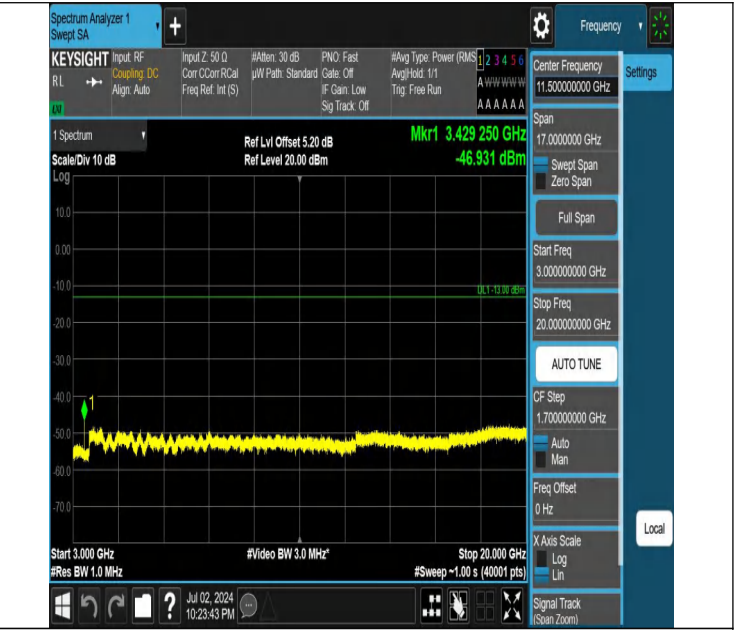 Spectrum Analyzer 1
Swept SA
+
Frequency
KEYSIGHT
RL
Input: RF
Coupling: DC
Align: Auto
Input Z: 50 Ω
Corr CCorr RCal
Freq Ref: Int (S)
#Atten: 30 dB
µW Path: Standard
PNO: Fast
Gate: Off
IF Gain: Low
Sig Track: Off
#Avg Type: Power (RMS
Avg|Hold: 1/1
Trig: Free Run
1 2 3 4 5 6
A W W W W W
A A A A A A
Center Frequency
11.500000000 GHz
Settings
1 Spectrum
Scale/Div 10 dB
Ref Lvl Offset 5.20 dB
Ref Level 20.00 dBm
Mkr1 3.429 250 GHz
-46.931 dBm
Span
17.0000000 GHz
Swept Span
Zero Span
Full Span
Start Freq
3.000000000 GHz
Stop Freq
20.000000000 GHz
AUTO TUNE
CF Step
1.700000000 GHz
Auto
Man
Freq Offset
0 Hz
X Axis Scale
Log
Lin
Signal Track
(Span Zoom)
Local
Log
10.0
0.00
-10.0
DL1 -13.00 dBm
-20.0
-30.0
-40.0
1
-50.0
-60.0
-70.0
Start 3.000 GHz
#Video BW 3.0 MHz*
Stop 20.000 GHz
#Res BW 1.0 MHz
#Sweep ~1.00 s (40001 pts)
?
Jul 02, 2024
10:23:43 PM